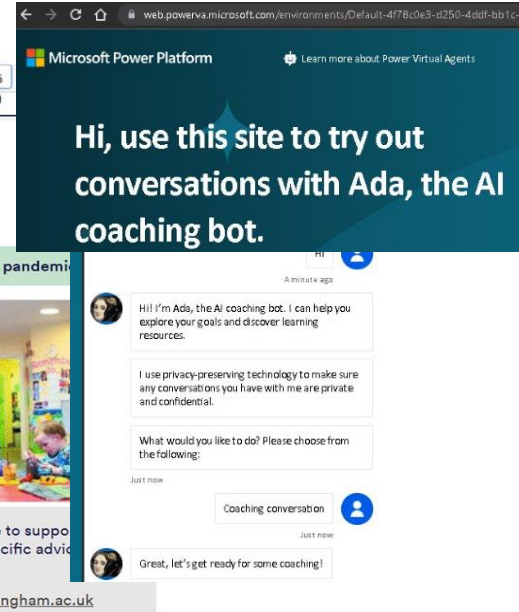 web.powerva.microsoft.com/environments/Default-4f78c0e3-d250-4ddf-bb1c-
Microsoft Power Platform
Learn more about Power Virtual Agents
Hi, use this site to try out
conversations with Ada, the AI
coaching bot.
pandemi
Hi
A minute ago
Hi! I'm Ada, the AI coaching bot. I can help you
explore your goals and discover learning
resources.
I use privacy-preserving technology to make sure
any conversations you have with me are private
and confidential.
What would you like to do? Please choose from
the following:
Just now
Coaching conversation
Just now
Great, let's get ready for some coaching!
to suppo
cific advic
ngham.ac.uk